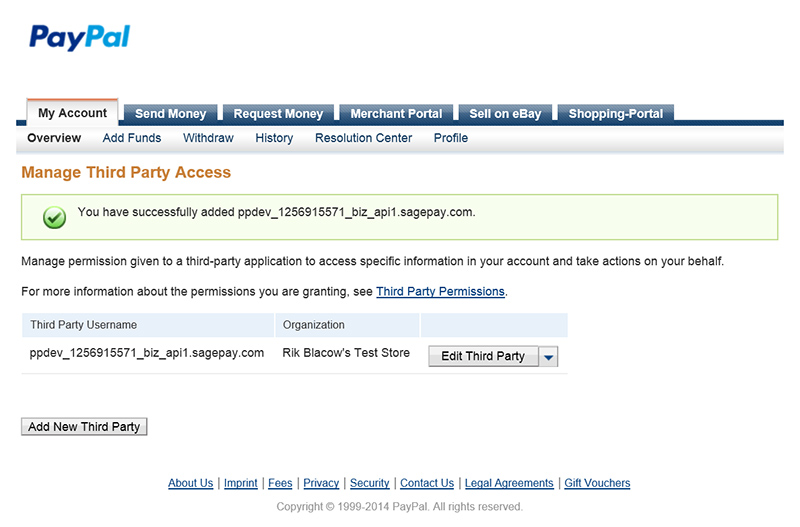 PayPal
My Account Send Money Request Money Merchant Portal Sell on eBay Shopping-Portal
Overview Add Funds Withdraw History Resolution Center Profile
Manage Third Party Access
You have successfully added ppdev_1256915571_biz_api1.sagepay.com.
Manage permission given to a third-party application to access specific information in your account and take actions on your behalf.
For more information about the permissions you are granting, see Third Party Permissions.
Third Party Username Organization
ppdev_1256915571_biz_api1.sagepay.com Rik Blacow's Test Store Edit Third Party
Add New Third Party
About Us | Imprint | Fees | Privacy | Security | Contact Us | Legal Agreements | Gift Vouchers
Copyright © 1999-2014 PayPal. All rights reserved.